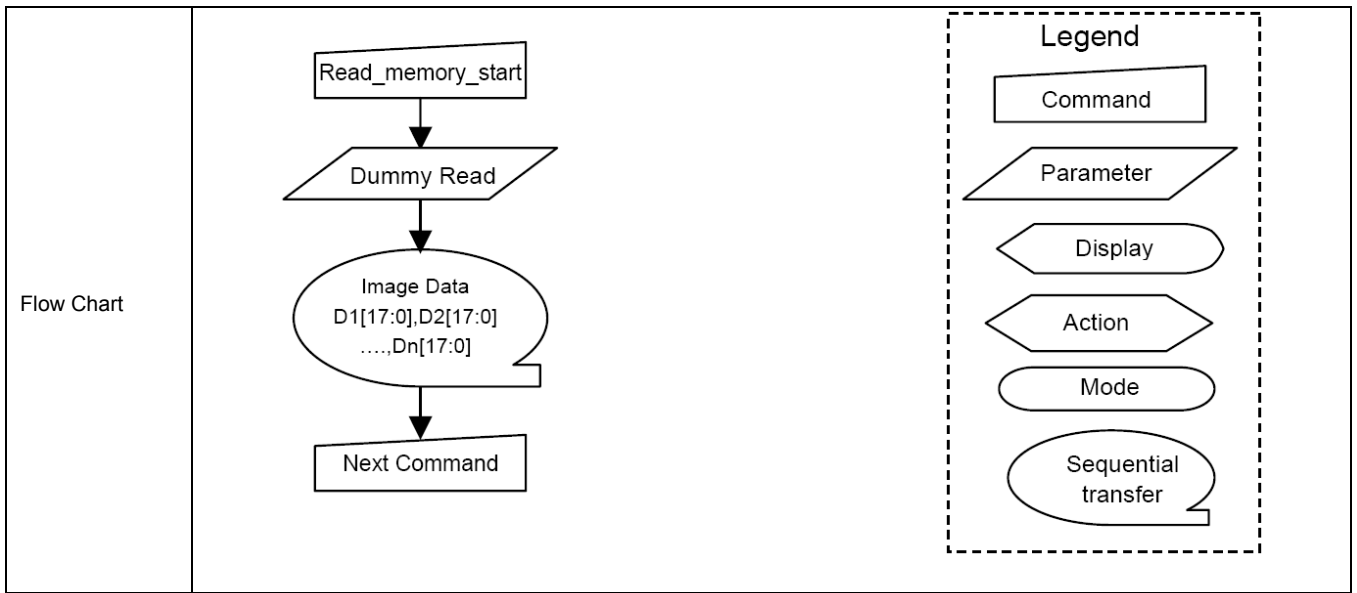 Flow Chart
Read_memory_start
Dummy Read
Image Data
D1[17:0],D2[17:0]
….,Dn[17:0]
Next Command
Legend
Command
Parameter
Display
Action
Mode
Sequential
transfer